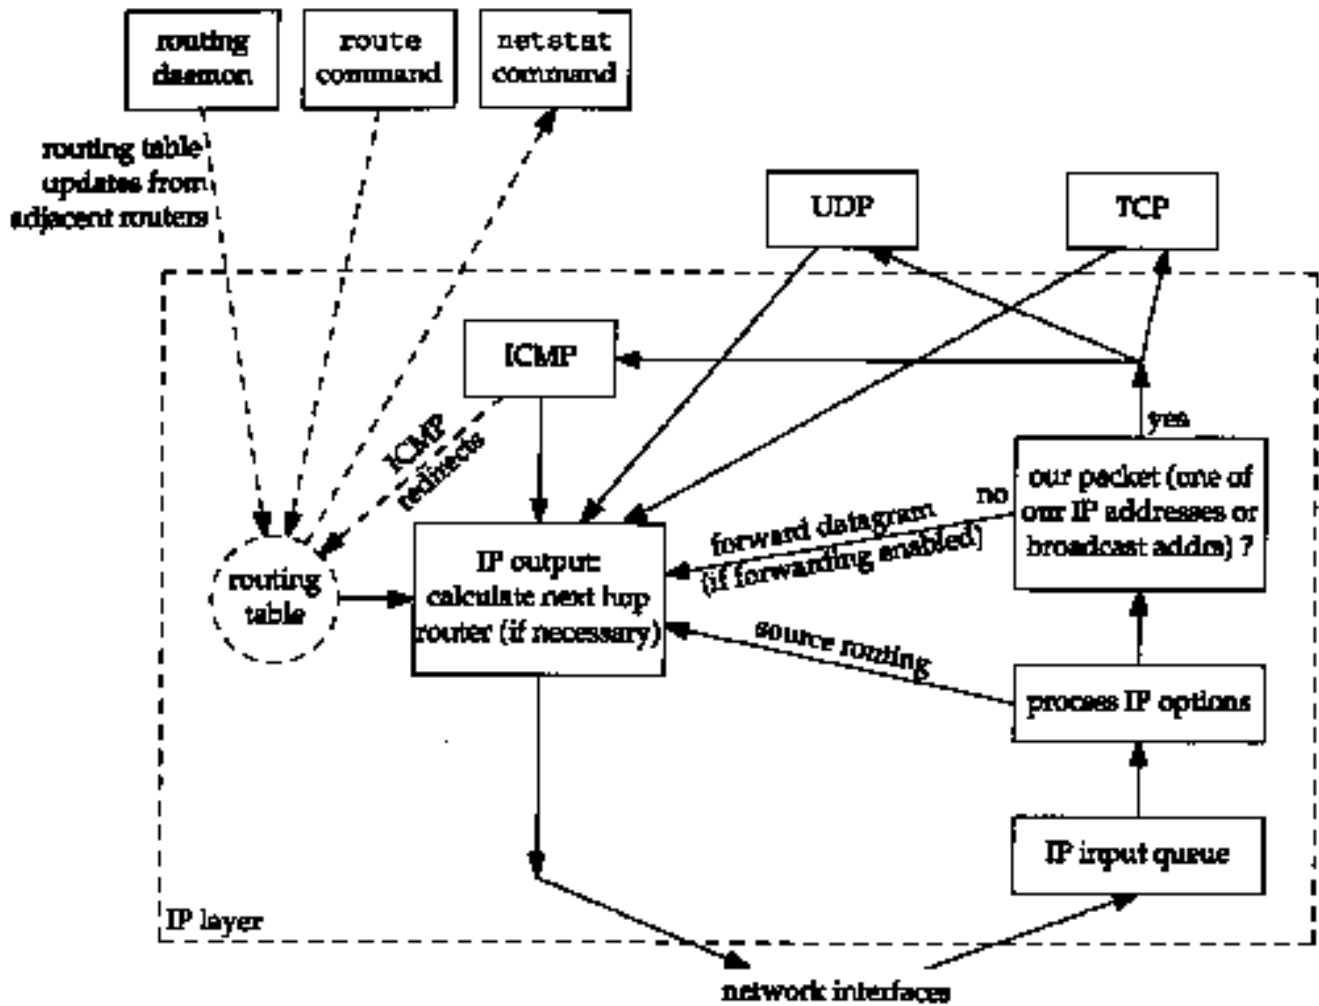 routing
daemon
route
command
netstat
command
routing table
updates from
adjacent routers
UDP
TCP
ICMP
ICMP
redirects
yes
our packet (one of
our IP addresses or
broadcast addrs) ?
no
forward datagram
(if forwarding enabled)
IP output:
calculate next hop
router (if necessary)
routing
table
source routing
process IP options
IP input queue
IP layer
network interfaces